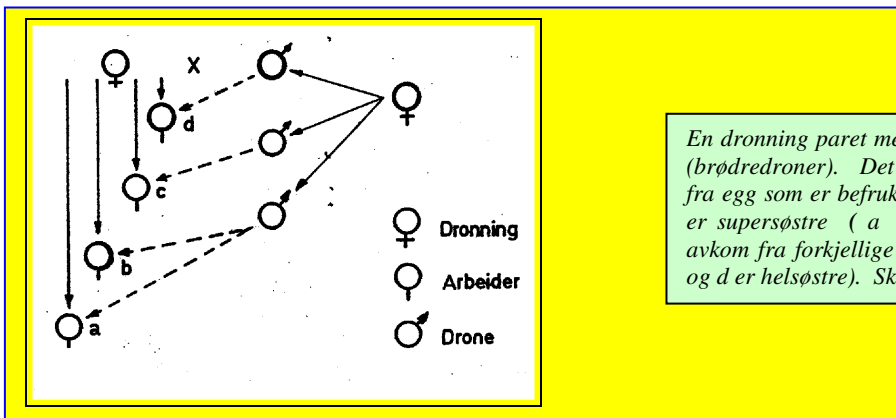 X
d
c
b
a
Dronning
Arbeider
Drone
En dronning paret me
(brødredroner). Det
fra egg som er befruk
er supersøstre ( a
avkom fra forkjellige
og d er helsøstre). Sk